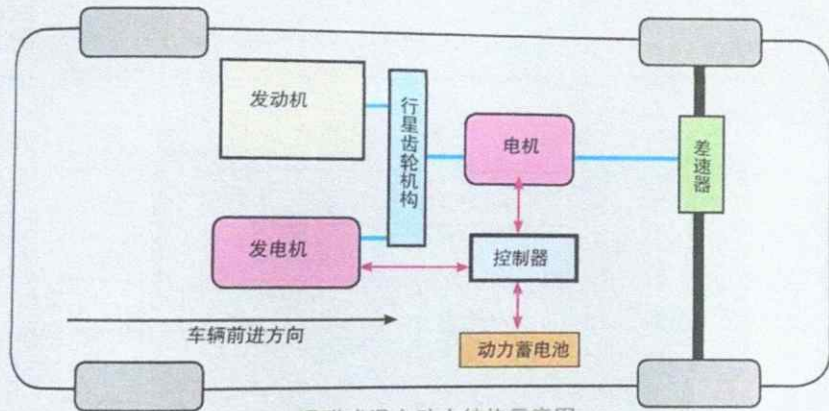 发动机
行星齿轮机构
电机
差速器
发电机
控制器
车辆前进方向
动力蓄电池